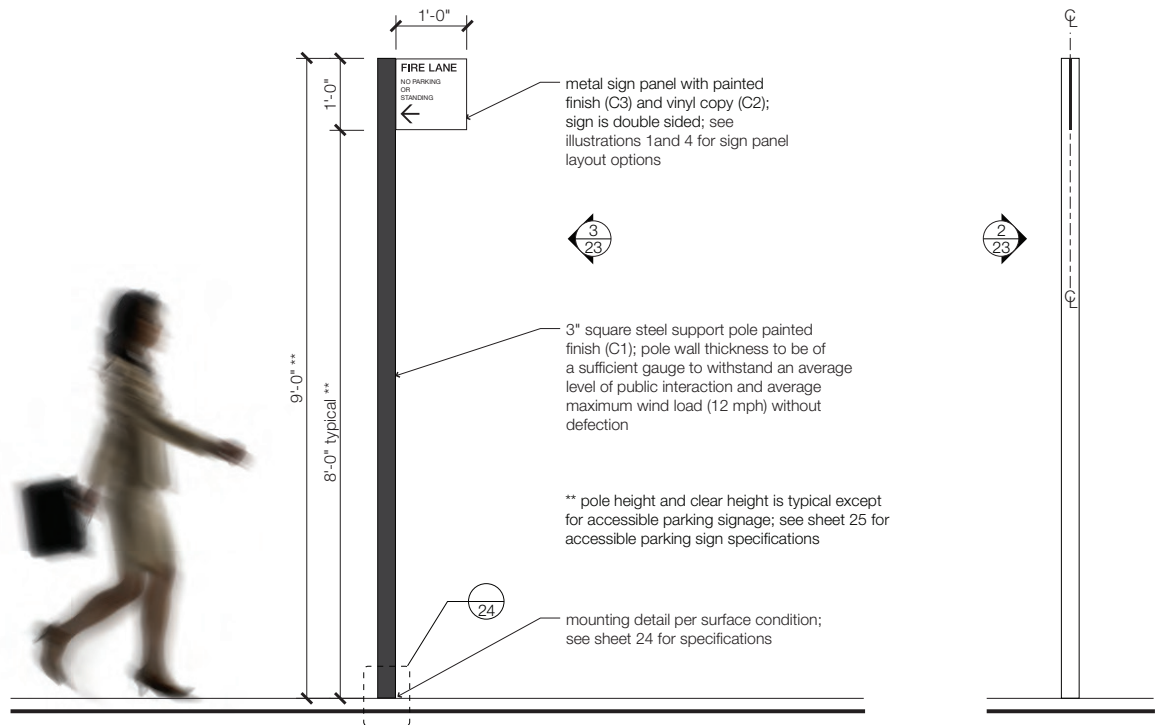 1'-0"
℄
FIRE LANE
NO PARKING
OR
STANDING
1'-0"
metal sign panel with painted
finish (C3) and vinyl copy (C2);
sign is double sided; see
illustrations 1and 4 for sign panel
layout options
3
23
2
23
℄
3" square steel support pole painted
finish (C1); pole wall thickness to be of
a sufficient gauge to withstand an average
level of public interaction and average
maximum wind load (12 mph) without
defection
9'-0" **
8'-0" typical **
** pole height and clear height is typical except
for accessible parking signage; see sheet 25 for
accessible parking sign specifications
24
mounting detail per surface condition;
see sheet 24 for specifications